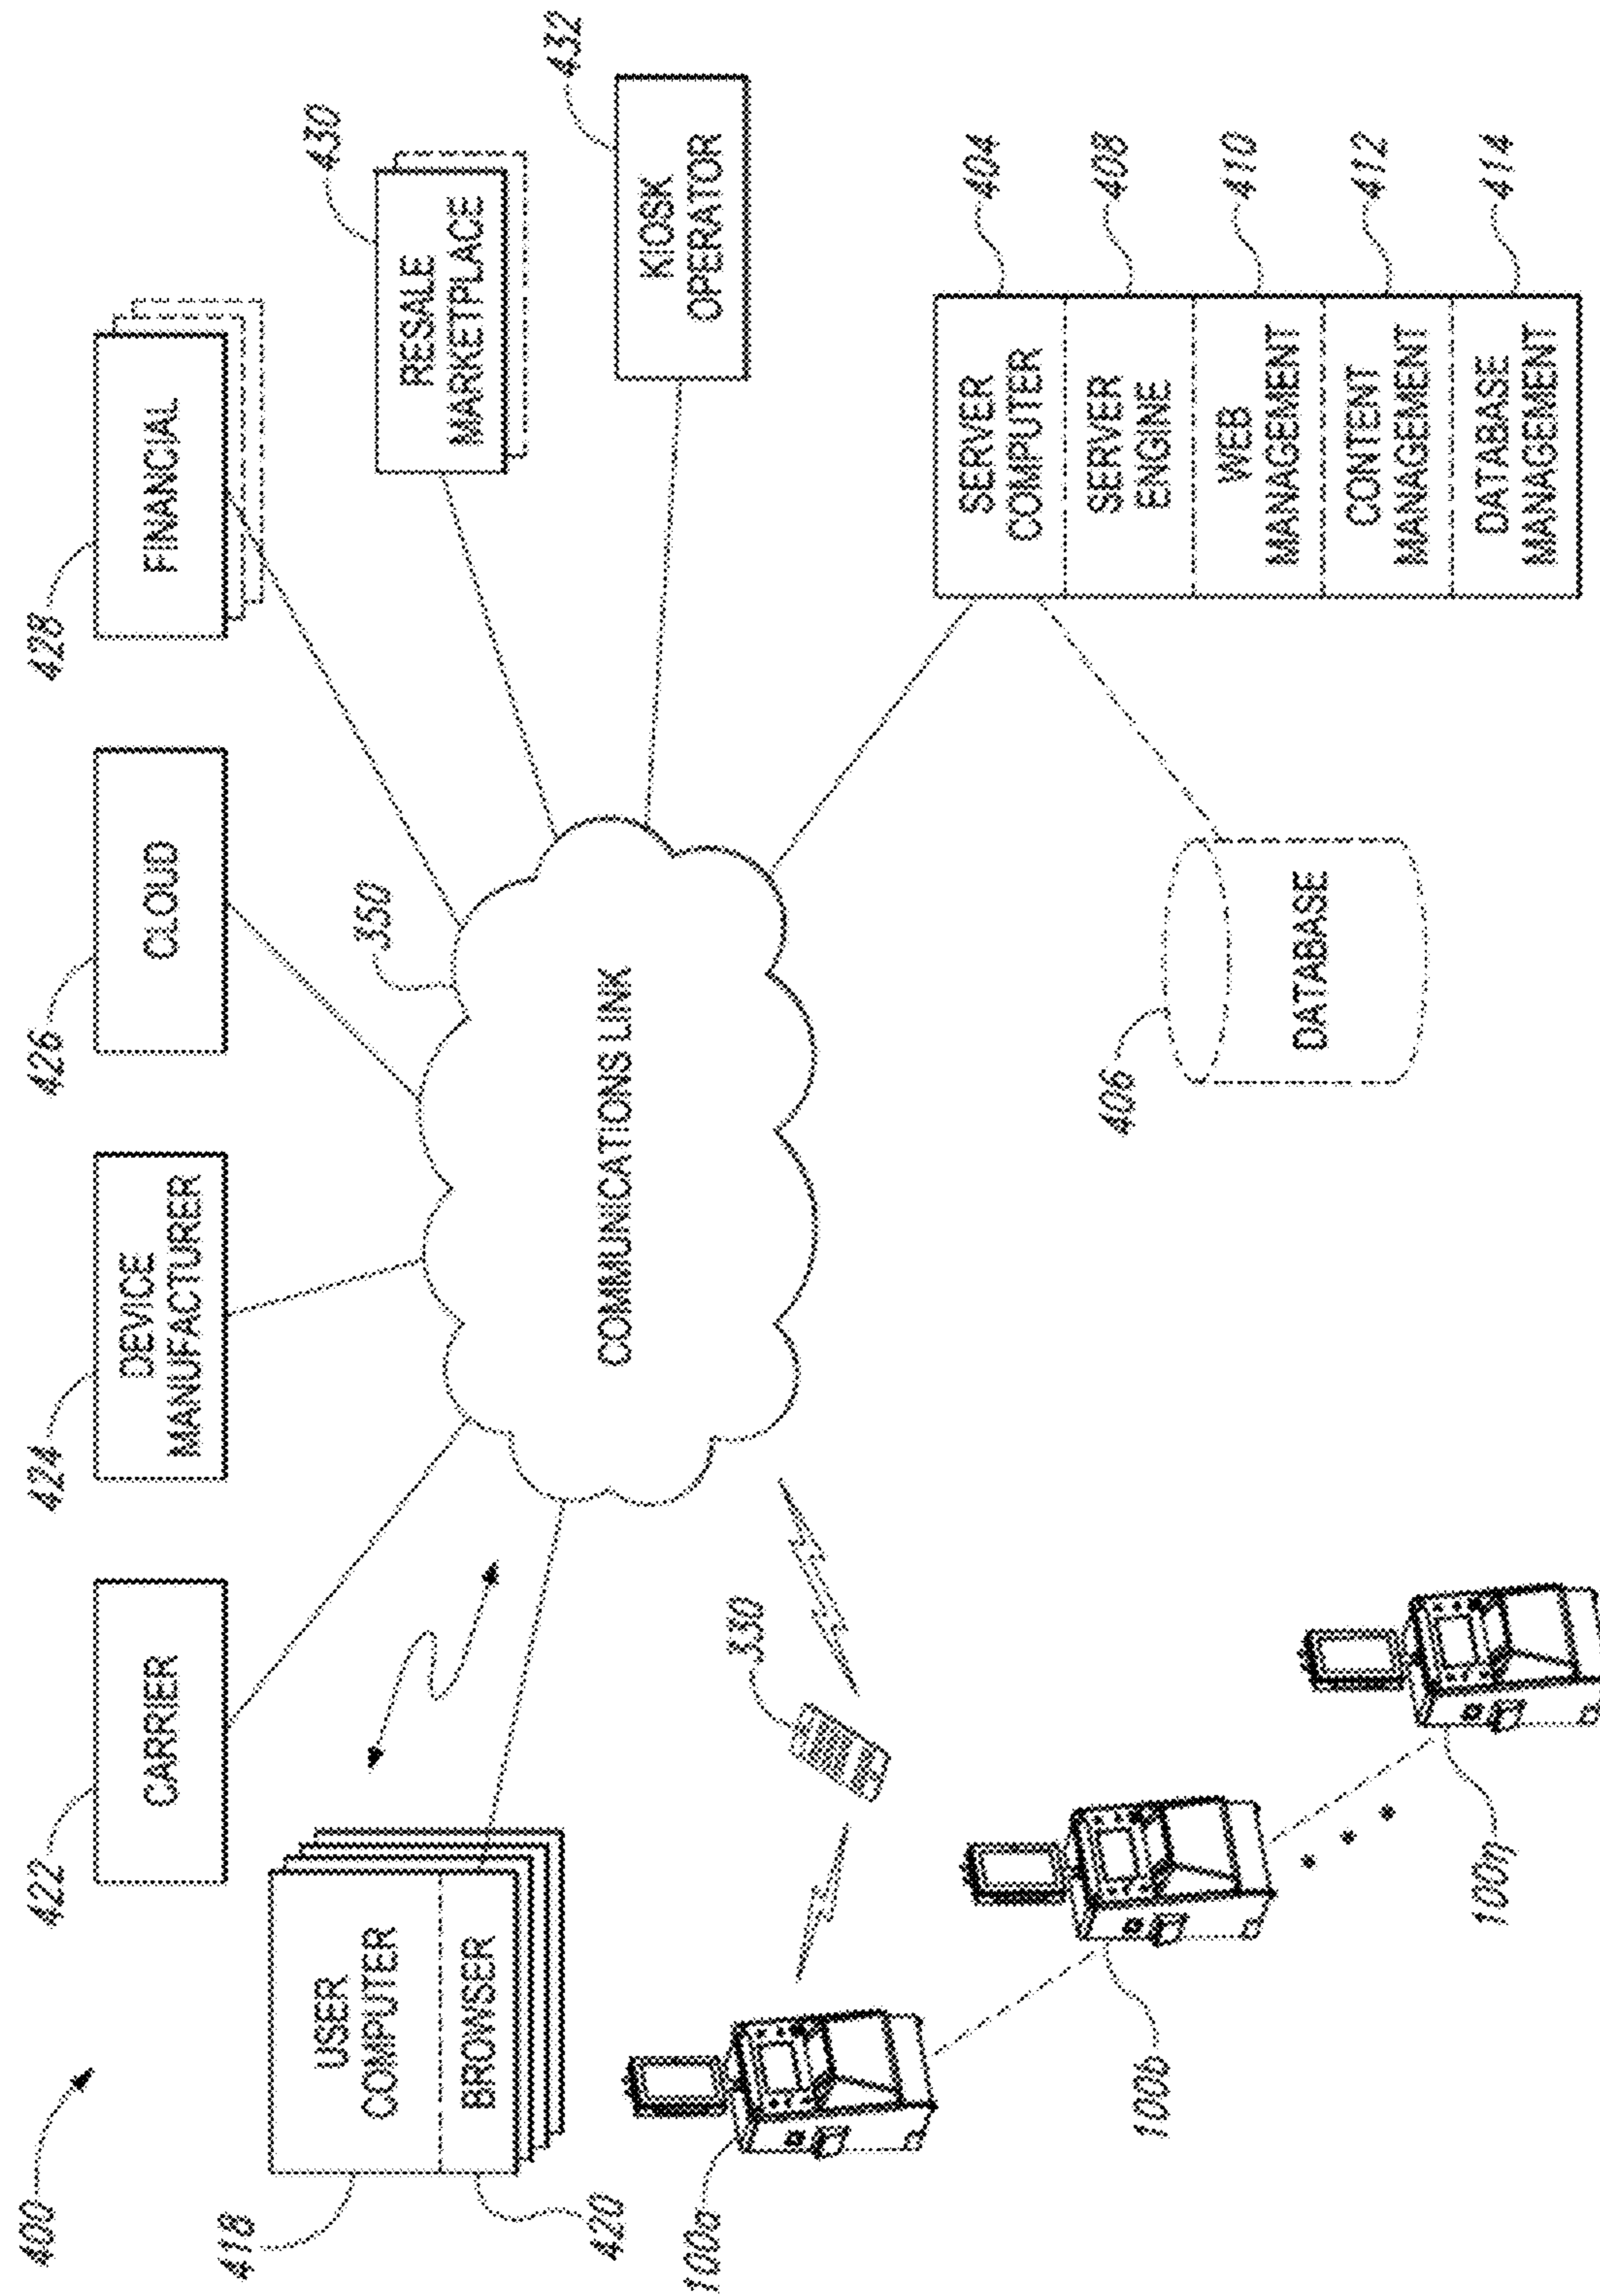 400
422
CARRIER
424
DEVICE
MANUFACTURER
426
CLOUD
428
FINANCIAL
418
USER
COMPUTER
420
BROWSER
350
COMMUNICATIONS LINK
430
RESALE
MARKETPLACE
432
KIOSK
OPERATOR
330
100a
100b
100n
406
DATABASE
SERVER
COMPUTER
404
SERVER
ENGINE
408
WEB
MANAGEMENT
410
CONTENT
MANAGEMENT
412
DATABASE
MANAGEMENT
414